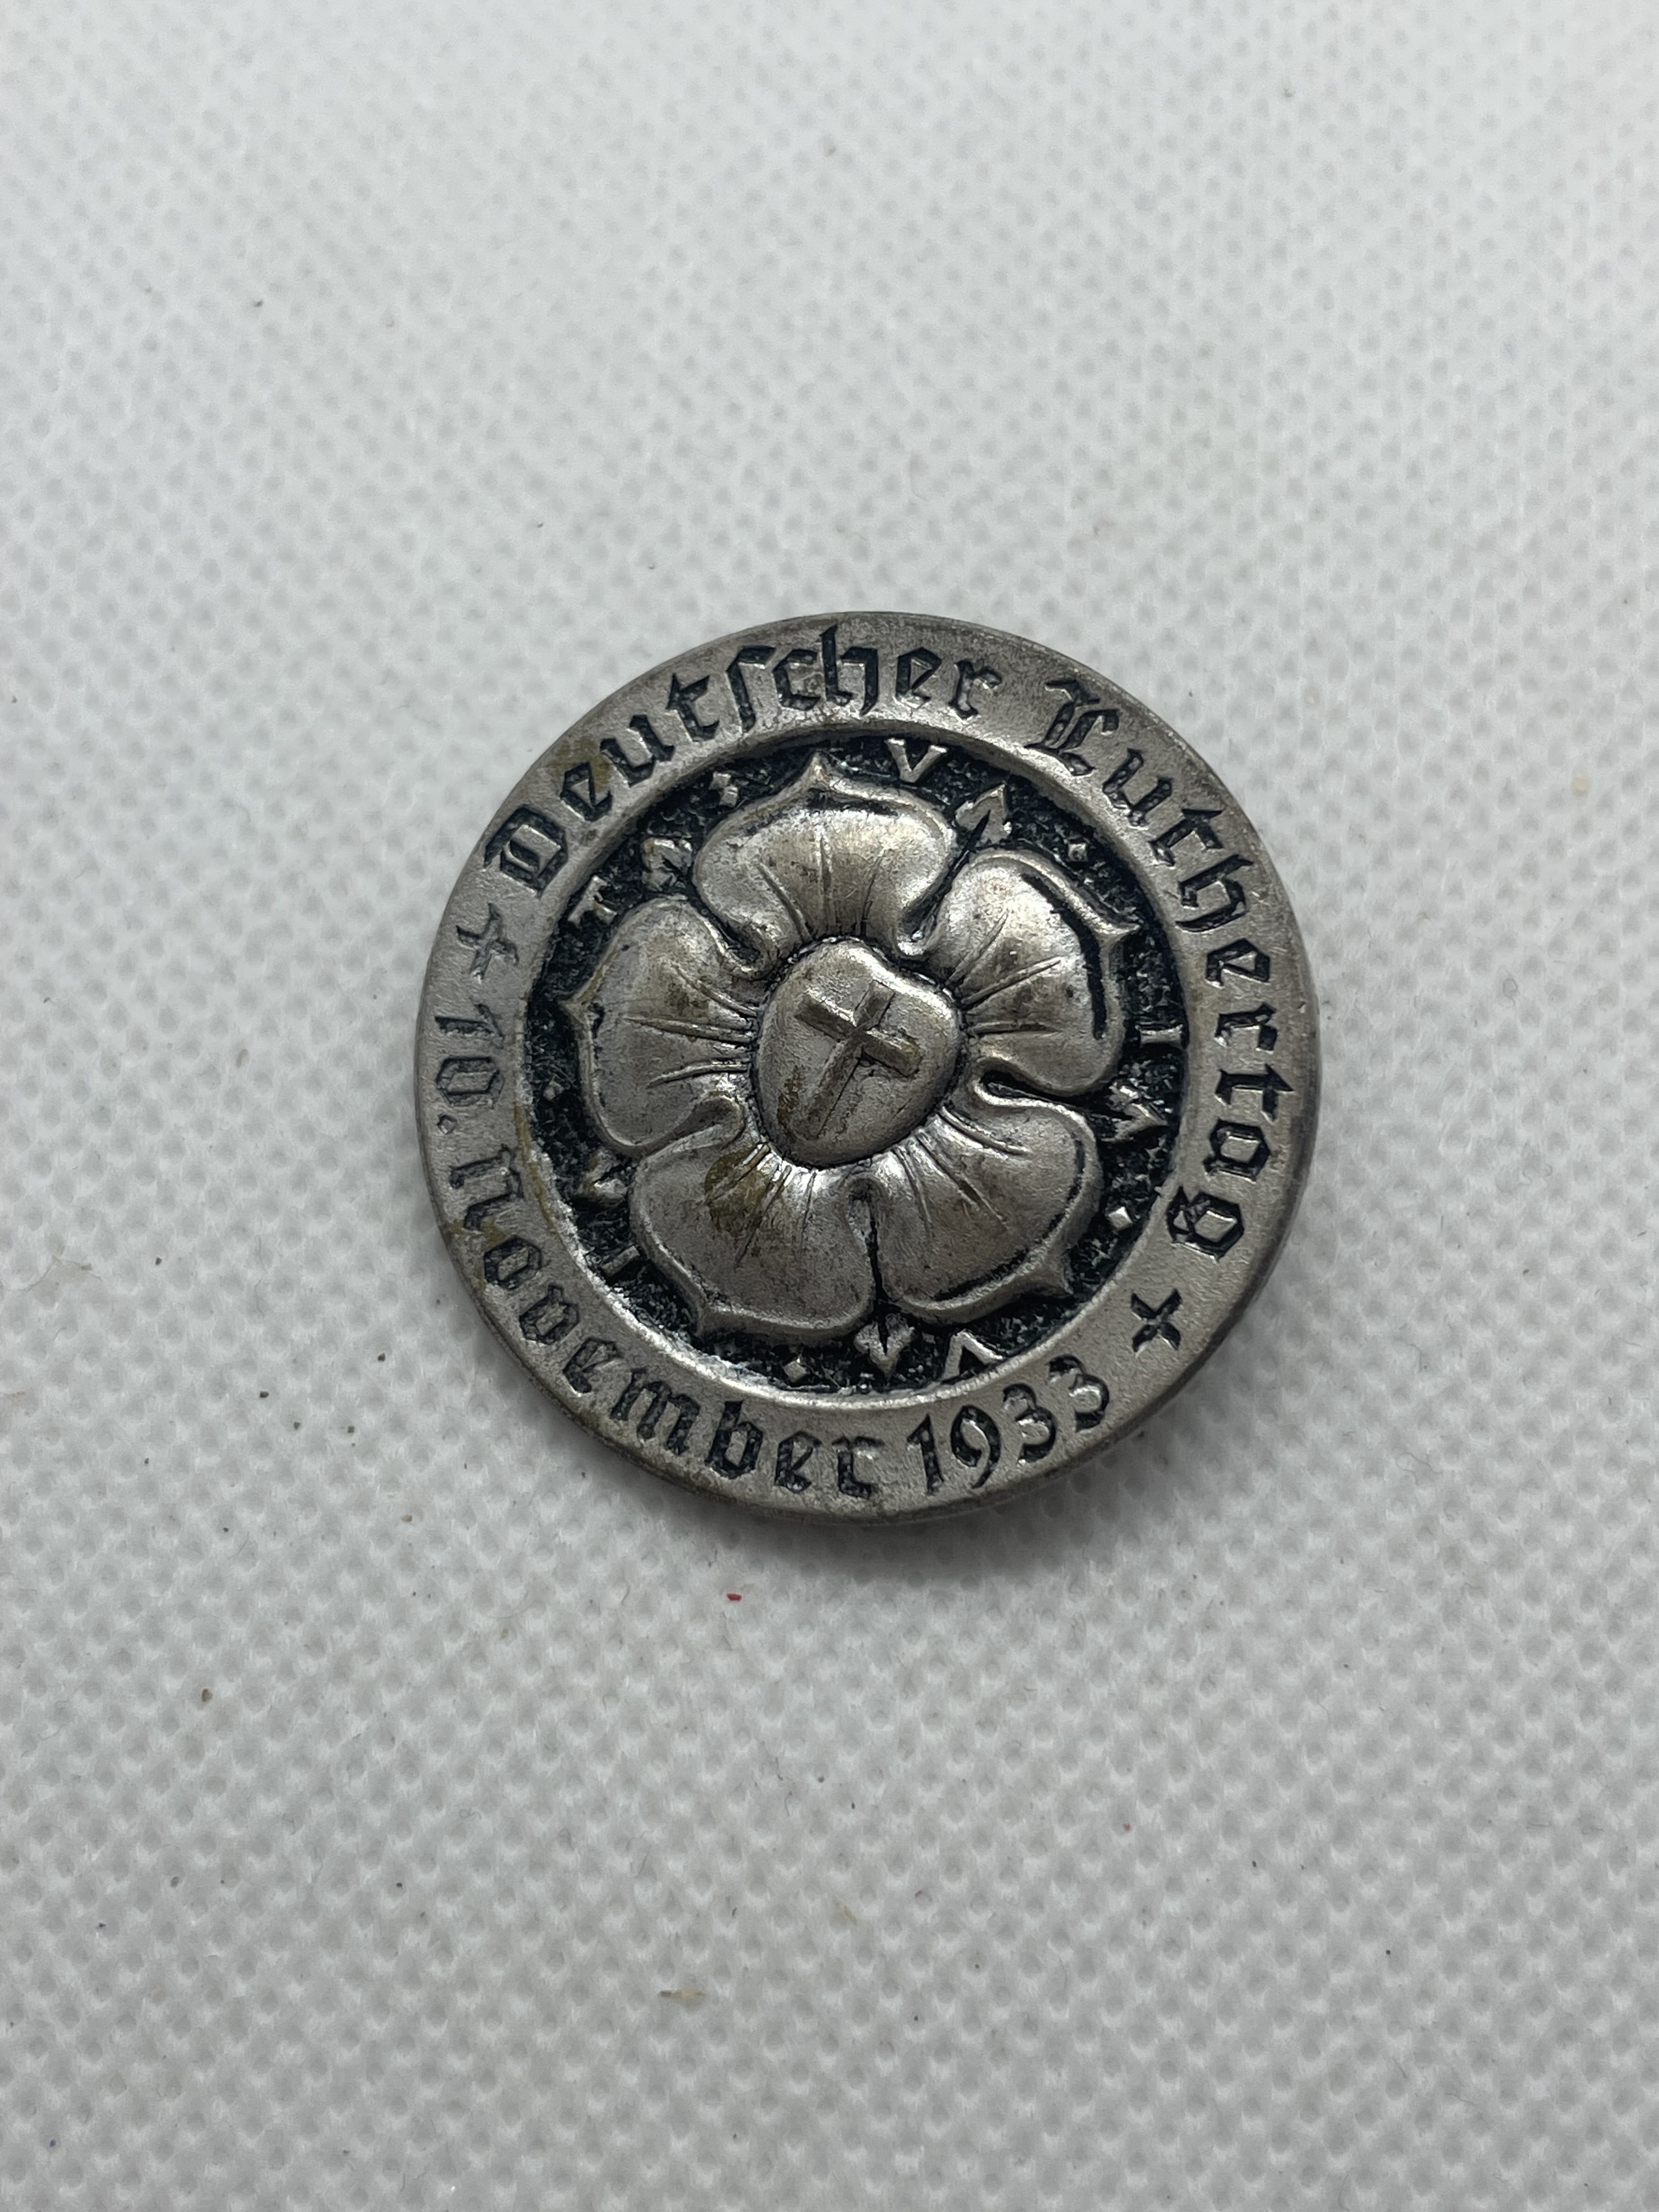 + Deutſcher Luthertag +
10. November 1933
V I V I T